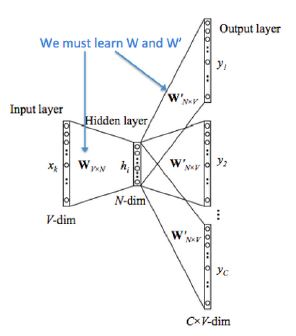 Output layer
We must learn W and W'
y1
W'N×V
Input layer
Hidden layer
xk
WV×N
hi
W'N×V
y2
N-dim
V-dim
W'N×V
yC
C×V-dim